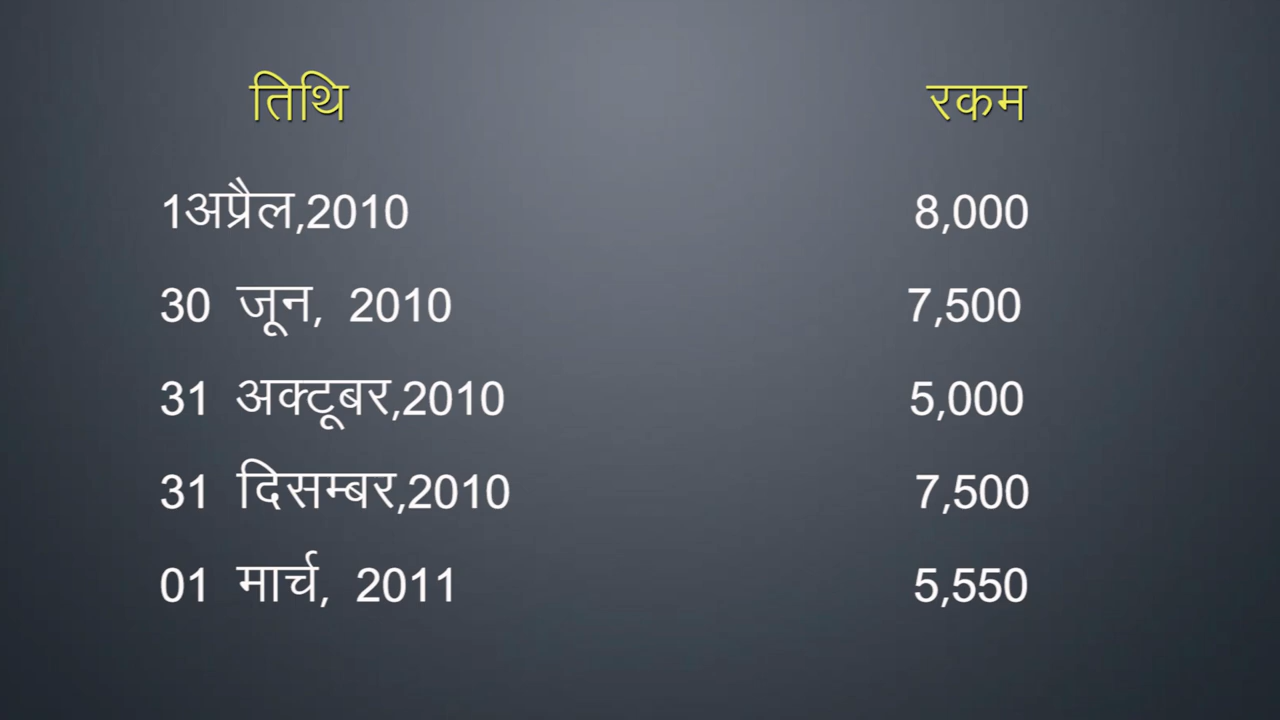 तिथि रकम
1अप्रैल,2010 8,000
30 जून, 2010 7,500
31 अक्टूबर,2010 5,000
31 दिसम्बर,2010 7,500
01 मार्च, 2011 5,550